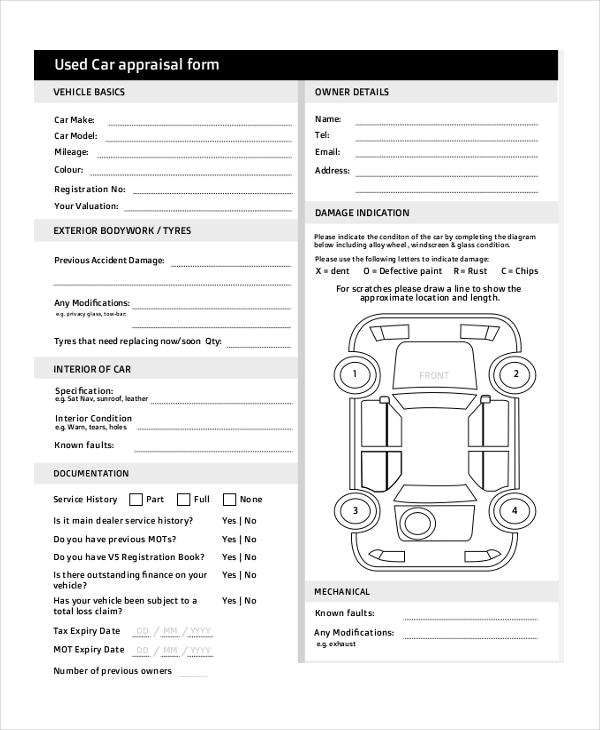 Used Car appraisal form
VEHICLE BASICS
Car Make:
Car Model:
Mileage:
Colour:
Registration No:
Your Valuation:
EXTERIOR BODYWORK / TYRES
Previous Accident Damage:
Any Modifications:
e.g. privacy glass, tow-bar:
Tyres that need replacing now/soon Qty:
INTERIOR OF CAR
Specification:
e.g. Sat Nav, sunroof, leather
Interior Condition
e.g. Warn, tears, holes
Known faults:
DOCUMENTATION
Service History Part Full None
Is it main dealer service history? Yes | No
Do you have previous MOTs? Yes | No
Do you have V5 Registration Book? Yes | No
Is there outstanding finance on your Yes | No
vehicle?
Has your vehicle been subject to a Yes | No
total loss claim?
Tax Expiry Date DD / MM / YYYY
MOT Expiry Date DD / MM / YYYY
Number of previous owners
OWNER DETAILS
Name:
Tel:
Email:
Address:
DAMAGE INDICATION
Please indicate the conditon of the car by completing the diagram
below including alloy wheel , windscreen & glass condition.
Please use the following letters to indicate damage:
X = dent O = Defective paint R = Rust C = Chips
For scratches please draw a line to show the
approximate location and length.
1 FRONT 2
3 4
MECHANICAL
Known faults:
Any Modifications:
e.g. exhaust